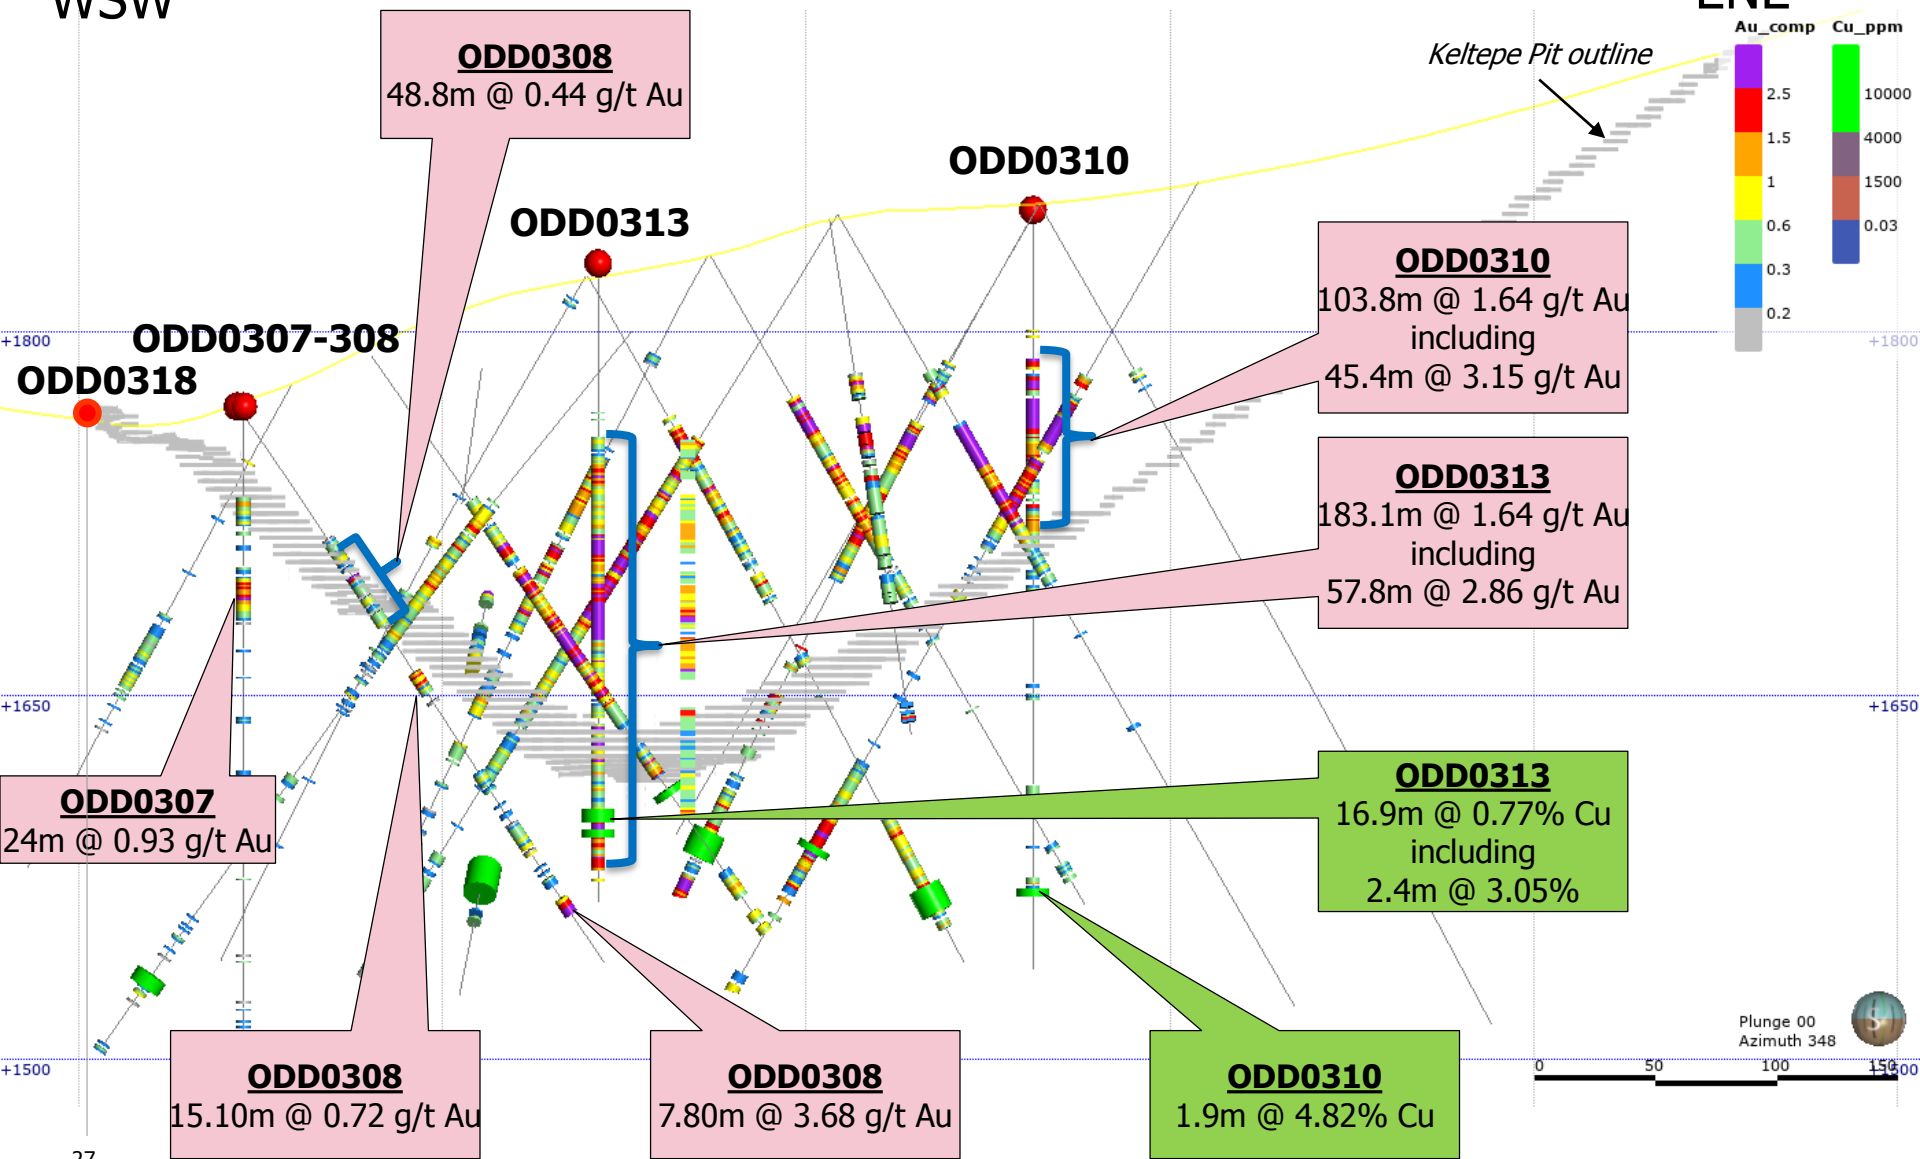 WSW
ENE
Au_comp
Cu_ppm
2.5
1.5
1
0.6
0.3
0.2
10000
4000
1500
0.03
Keltepe Pit outline
ODD0308
48.8m @ 0.44 g/t Au
ODD0310
ODD0313
ODD0307-308
ODD0318
+1800
+1800
ODD0310
103.8m @ 1.64 g/t Au
including
45.4m @ 3.15 g/t Au
ODD0313
183.1m @ 1.64 g/t Au
including
57.8m @ 2.86 g/t Au
+1650
+1650
ODD0307
24m @ 0.93 g/t Au
ODD0313
16.9m @ 0.77% Cu
including
2.4m @ 3.05%
Plunge 00
Azimuth 348
S
0 50 100 150
+1500
+1500
ODD0308
15.10m @ 0.72 g/t Au
ODD0308
7.80m @ 3.68 g/t Au
ODD0310
1.9m @ 4.82% Cu
27